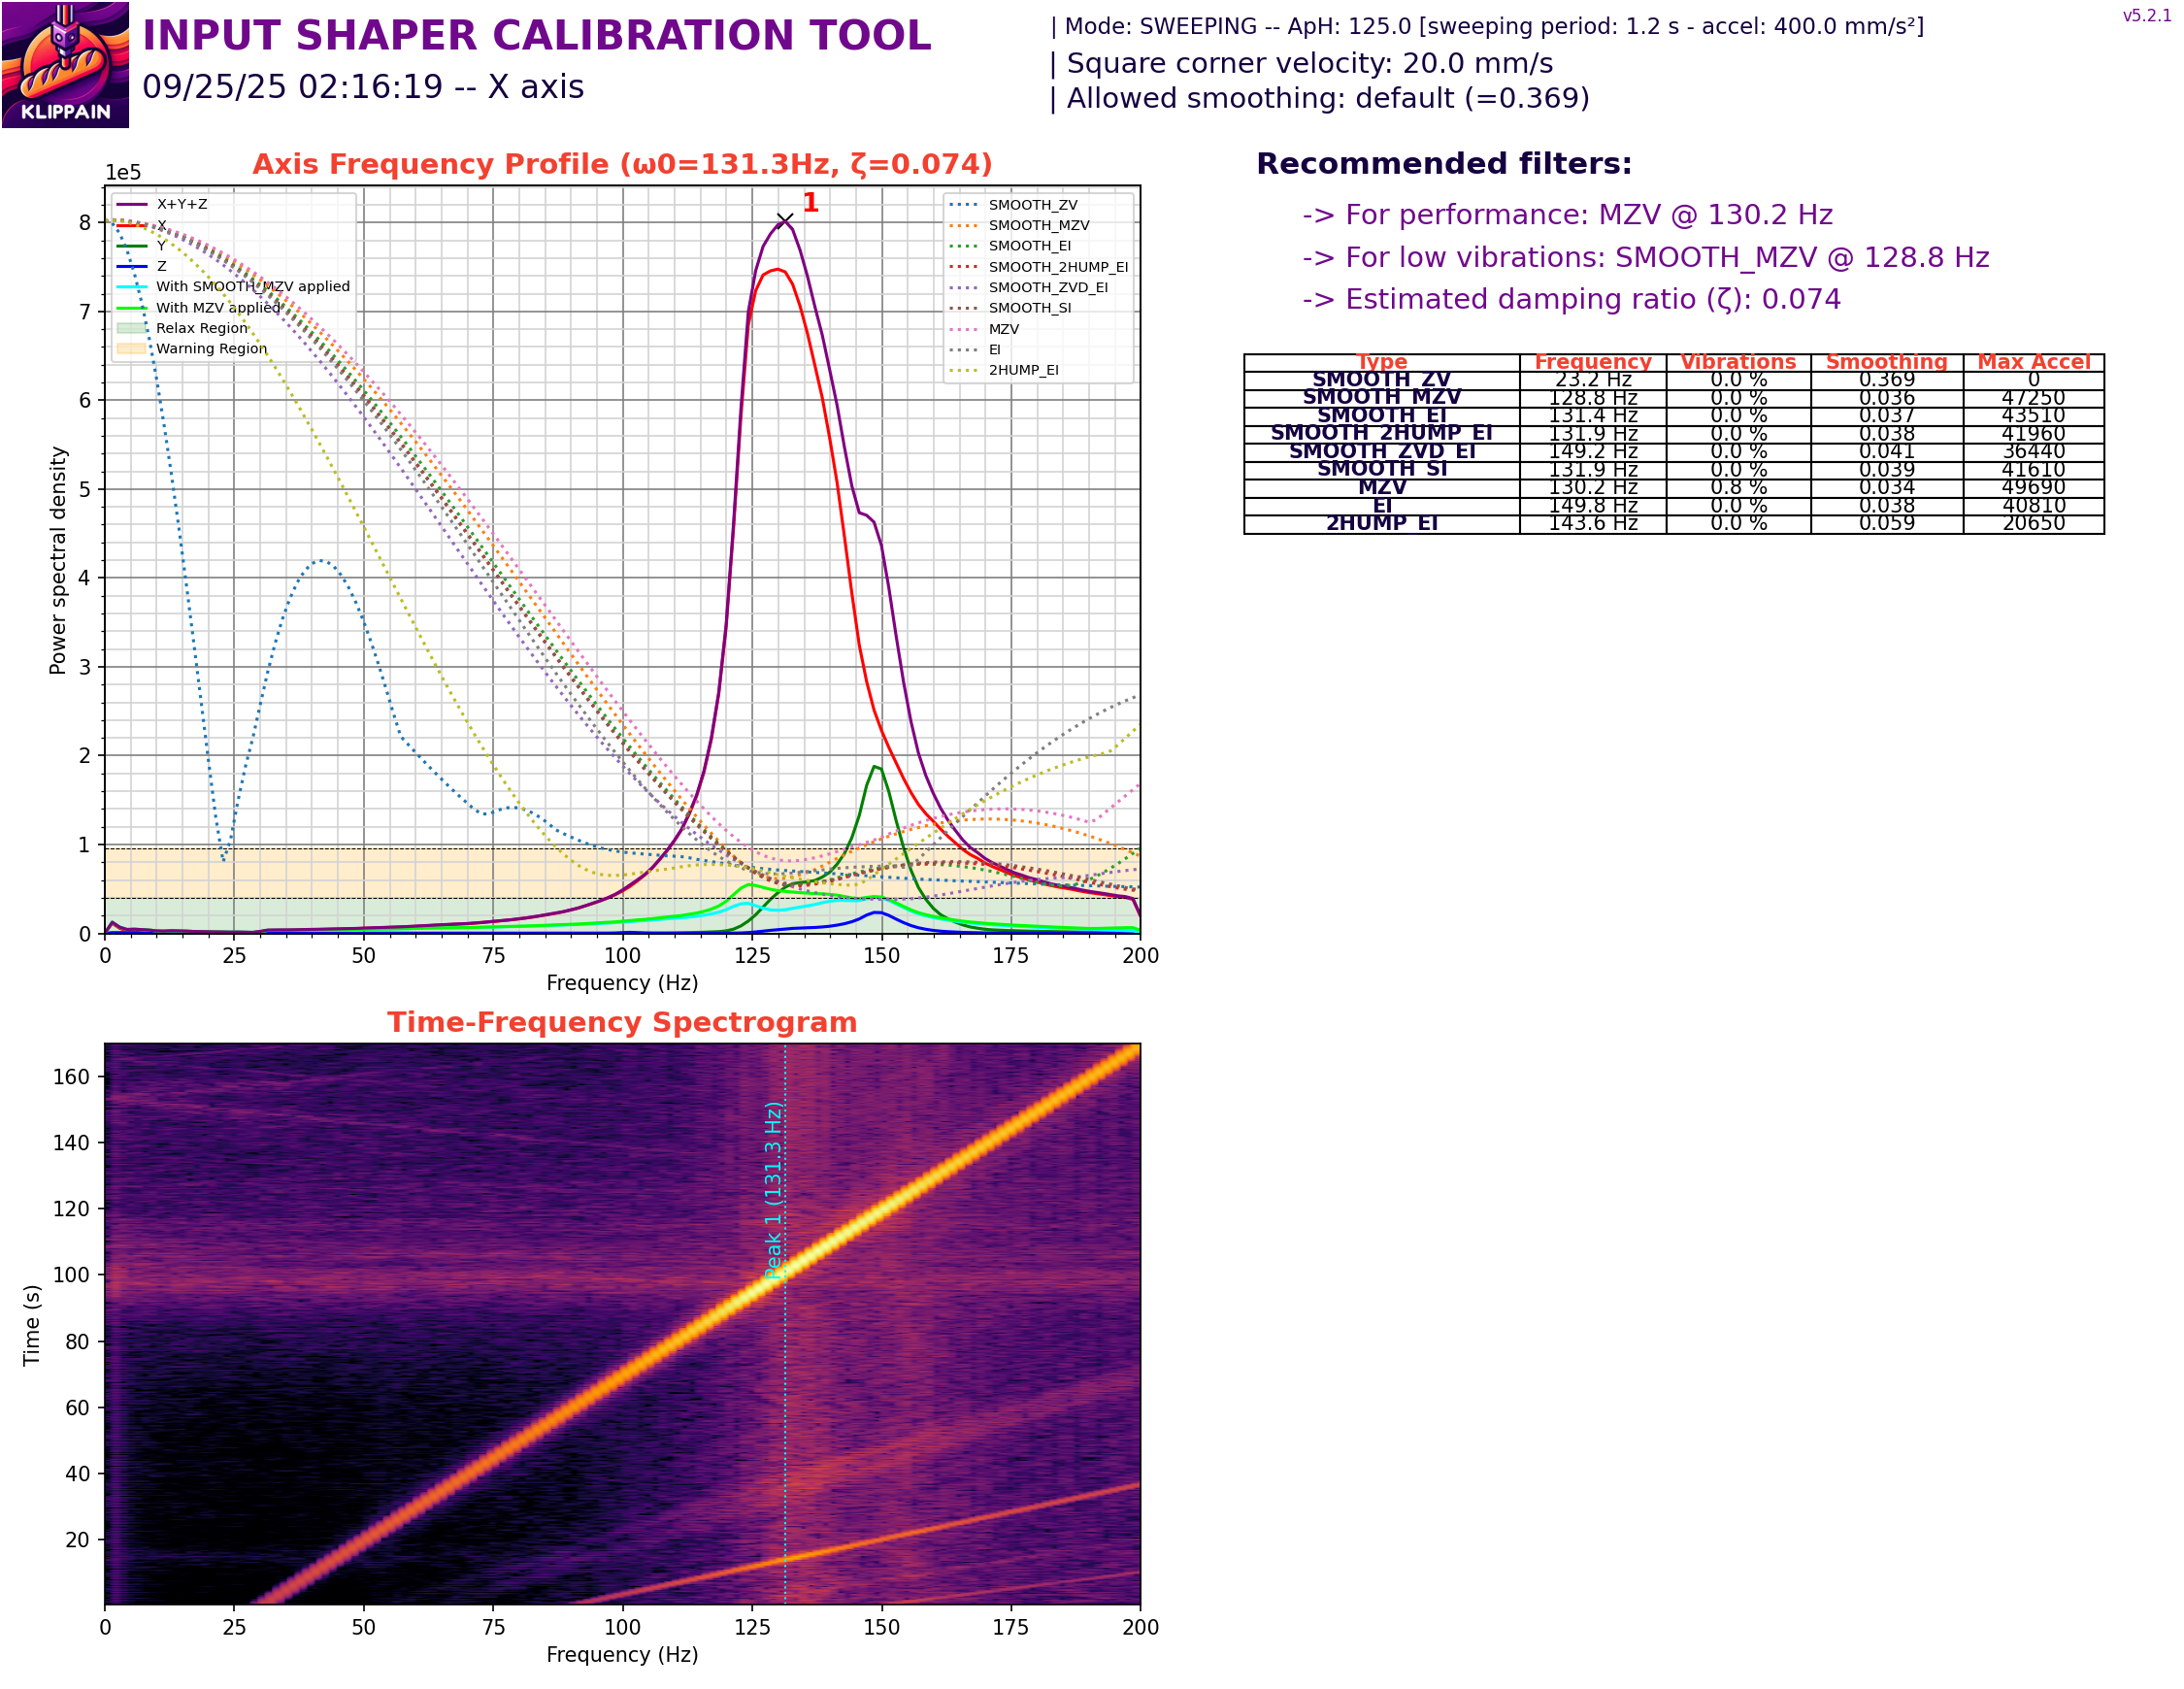 INPUT SHAPER CALIBRATION TOOL
09/25/25 02:16:19 -- X axis
KLIPPAIN
| Mode: SWEEPING -- ApH: 125.0 [sweeping period: 1.2 s - accel: 400.0 mm/s²]
| Square corner velocity: 20.0 mm/s
| Allowed smoothing: default (=0.369)
v5.2.1
Axis Frequency Profile (ω0=131.3Hz, ζ=0.074)
1e5
X+Y+Z
X
Y
Z
With SMOOTH_MZV applied
With MZV applied
Relax Region
Warning Region
1
SMOOTH_ZV
SMOOTH_MZV
SMOOTH_EI
SMOOTH_2HUMP_EI
SMOOTH_ZVD_EI
SMOOTH_SI
MZV
EI
2HUMP_EI
Power spectral density
8
7
6
5
4
3
2
1
0
0 25 50 75 100 125 150 175 200
Frequency (Hz)
Recommended filters:
-> For performance: MZV @ 130.2 Hz
-> For low vibrations: SMOOTH_MZV @ 128.8 Hz
-> Estimated damping ratio (ζ): 0.074
Type Frequency Vibrations Smoothing Max Accel
SMOOTH_ZV 23.2 Hz 0.0 % 0.369 0
SMOOTH_MZV 128.8 Hz 0.0 % 0.036 47250
SMOOTH_EI 131.4 Hz 0.0 % 0.037 43510
SMOOTH_2HUMP_EI 131.9 Hz 0.0 % 0.038 41960
SMOOTH_ZVD_EI 149.2 Hz 0.0 % 0.041 36440
SMOOTH_SI 131.9 Hz 0.0 % 0.039 41610
MZV 130.2 Hz 0.8 % 0.034 49690
EI 149.8 Hz 0.0 % 0.038 40810
2HUMP_EI 143.6 Hz 0.0 % 0.059 20650
Time-Frequency Spectrogram
Time (s)
160
140
120
100
80
60
40
20
Peak 1 (131.3 Hz)
0 25 50 75 100 125 150 175 200
Frequency (Hz)